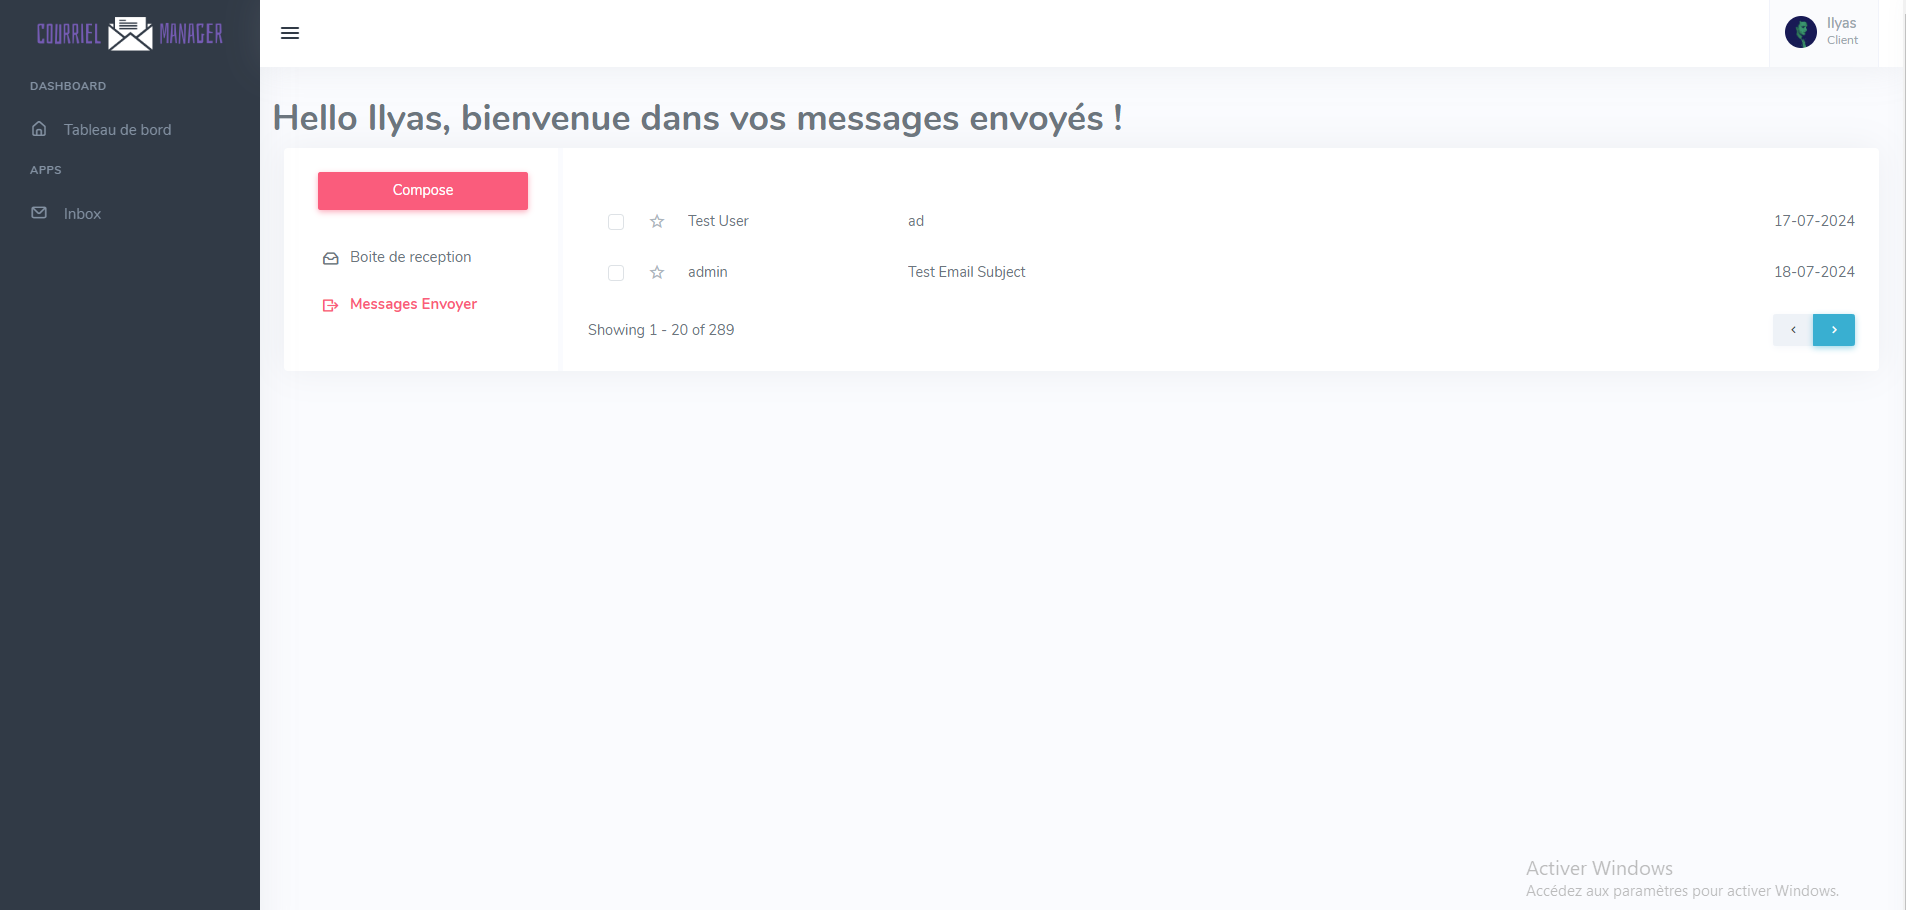 COURRIEL MANAGER
Ilyas
Client
DASHBOARD
Tableau de bord
APPS
Inbox
Hello Ilyas, bienvenue dans vos messages envoyés !
Compose
Boite de reception
Messages Envoyer
Test User ad 17-07-2024
admin Test Email Subject 18-07-2024
Showing 1 - 20 of 289
Activer Windows
Accédez aux paramètres pour activer Windows.